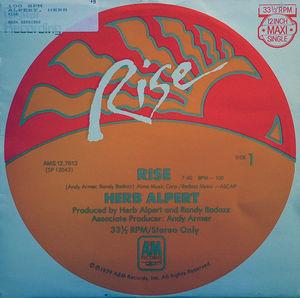 100 BPM
ALPERT, HERB
33⅓ RPM
12 INCH
MAXI
SINGLE
Rise
AMS 12.7612
(SP 12043)
RISE
SIDE 1
7:40 BPM - 100
(Andy Armer, Randy Badazz) Almo Music Corp./Badazz Music - ASCAP
HERB ALPERT
Produced by Herb Alpert and Randy Badazz
Associate Producer: Andy Armer
33⅓ RPM/Stereo Only
A&M
RECORDS
©℗ 1979 A&M Records, Inc. All Rights Reserved